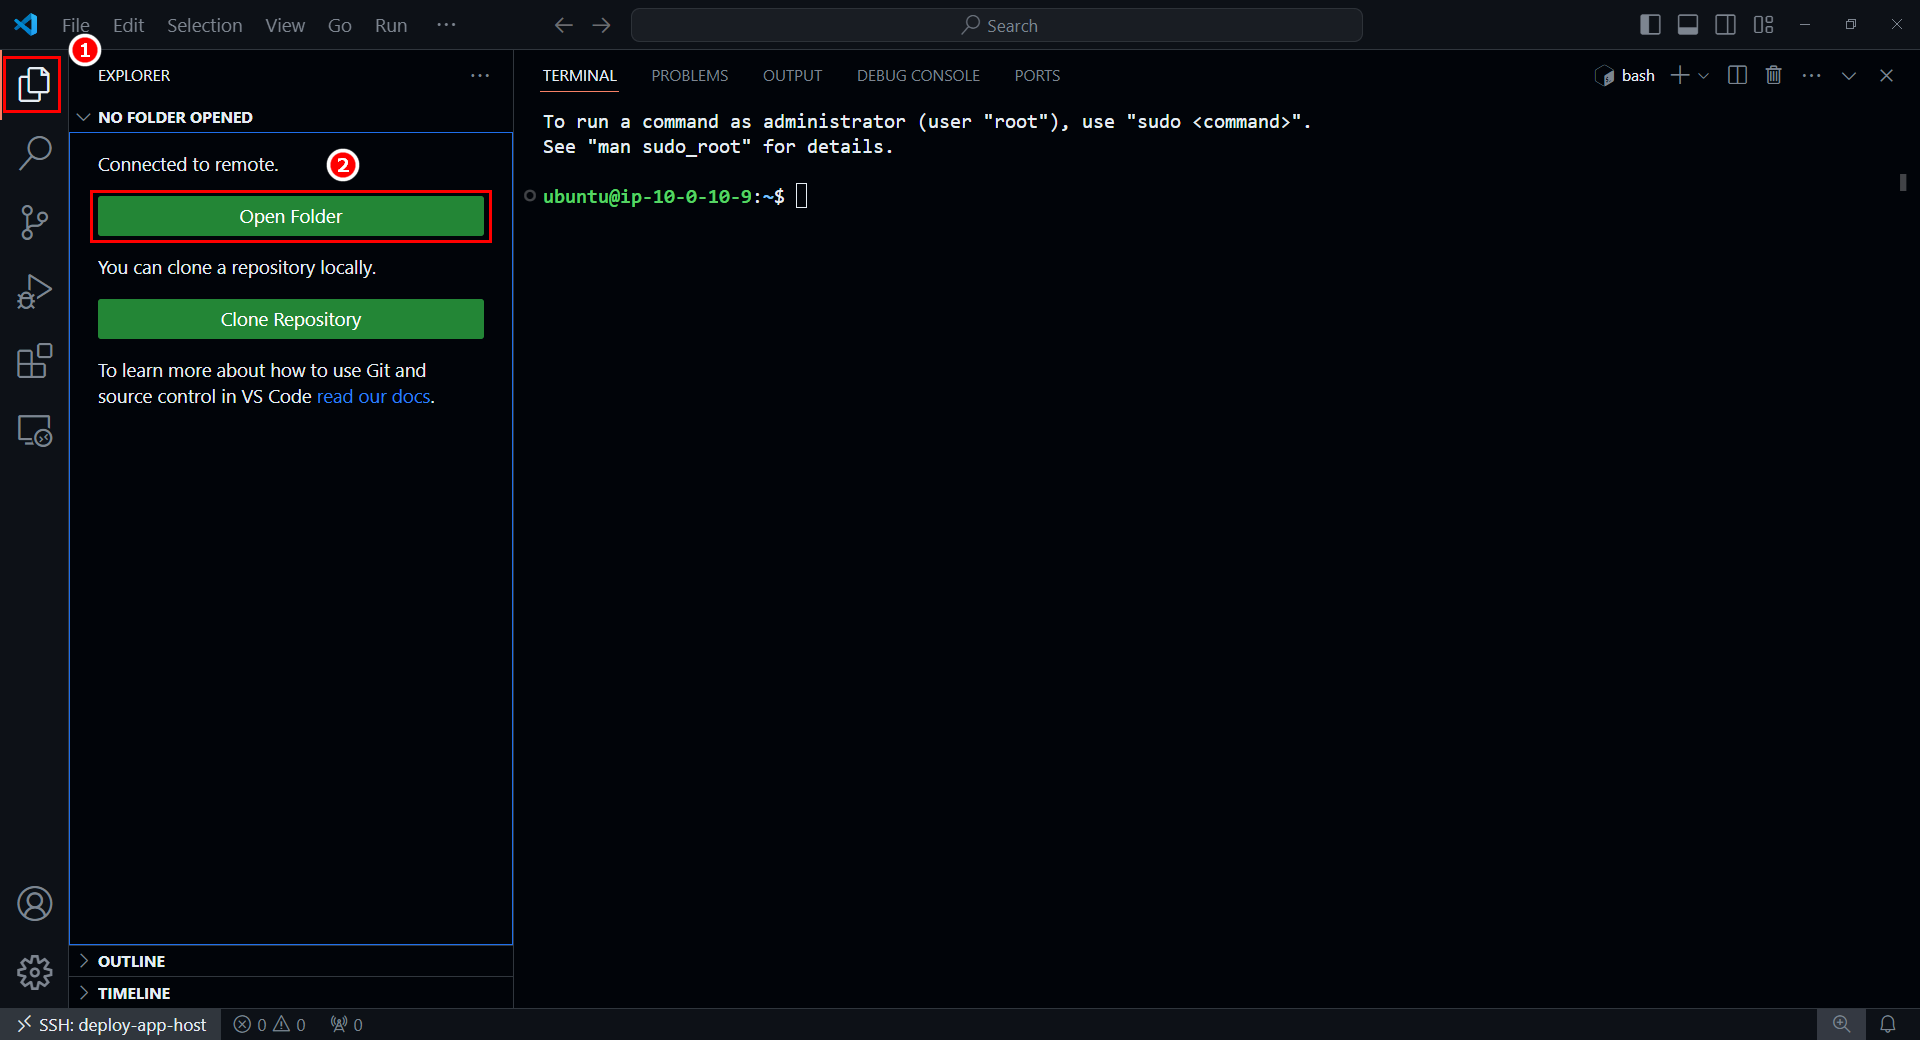 File Edit Selection View Go Run ...
Search
1
EXPLORER
NO FOLDER OPENED
Connected to remote.
2
Open Folder
You can clone a repository locally.
Clone Repository
To learn more about how to use Git and
source control in VS Code read our docs.
OUTLINE
TIMELINE
TERMINAL PROBLEMS OUTPUT DEBUG CONSOLE PORTS
bash
To run a command as administrator (user "root"), use "sudo <command>".
See "man sudo_root" for details.
ubuntu@ip-10-0-10-9:~$
SSH: deploy-app-host 0 0 0